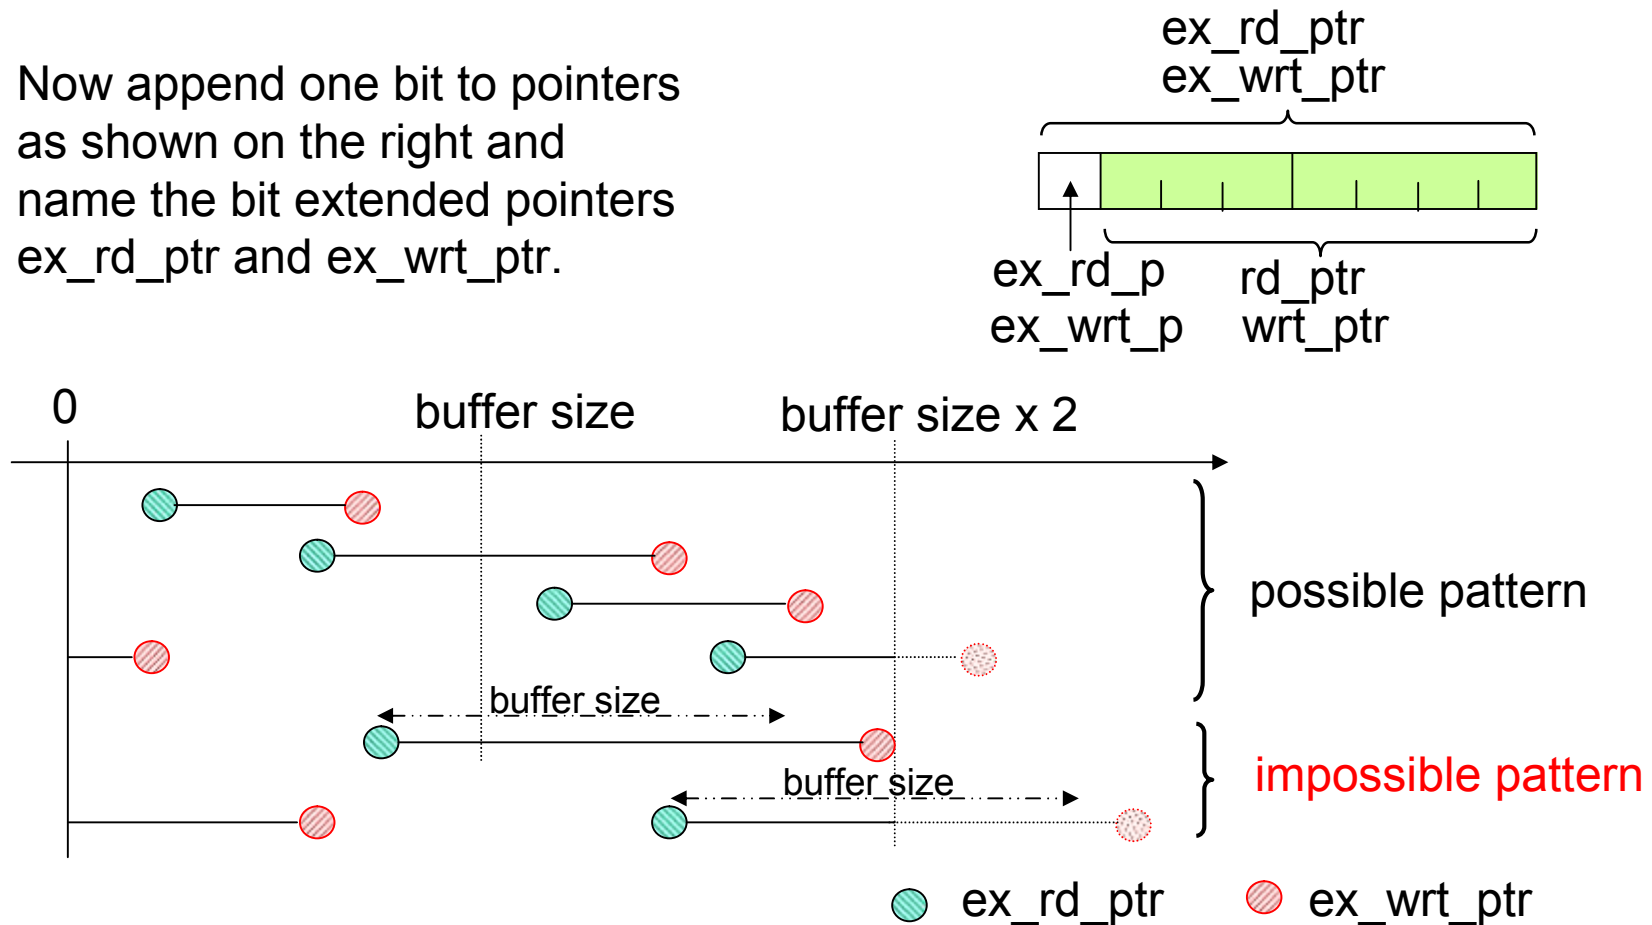 Now append one bit to pointers
as shown on the right and
name the bit extended pointers
ex_rd_ptr and ex_wrt_ptr.
ex_rd_ptr
ex_wrt_ptr
ex_rd_p
ex_wrt_p
rd_ptr
wrt_ptr
0
buffer size
buffer size x 2
possible pattern
buffer size
buffer size
impossible pattern
ex_rd_ptr
ex_wrt_ptr